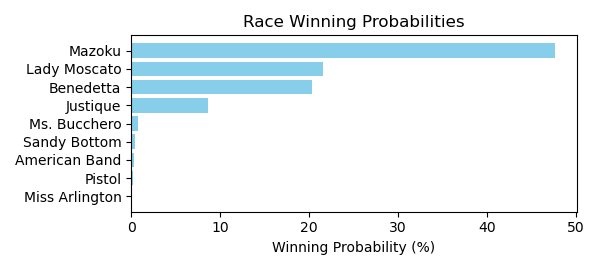 Race Winning Probabilities
Mazoku
Lady Moscato
Benedetta
Justique
Ms. Bucchero
Sandy Bottom
American Band
Pistol
Miss Arlington
0 10 20 30 40 50
Winning Probability (%)